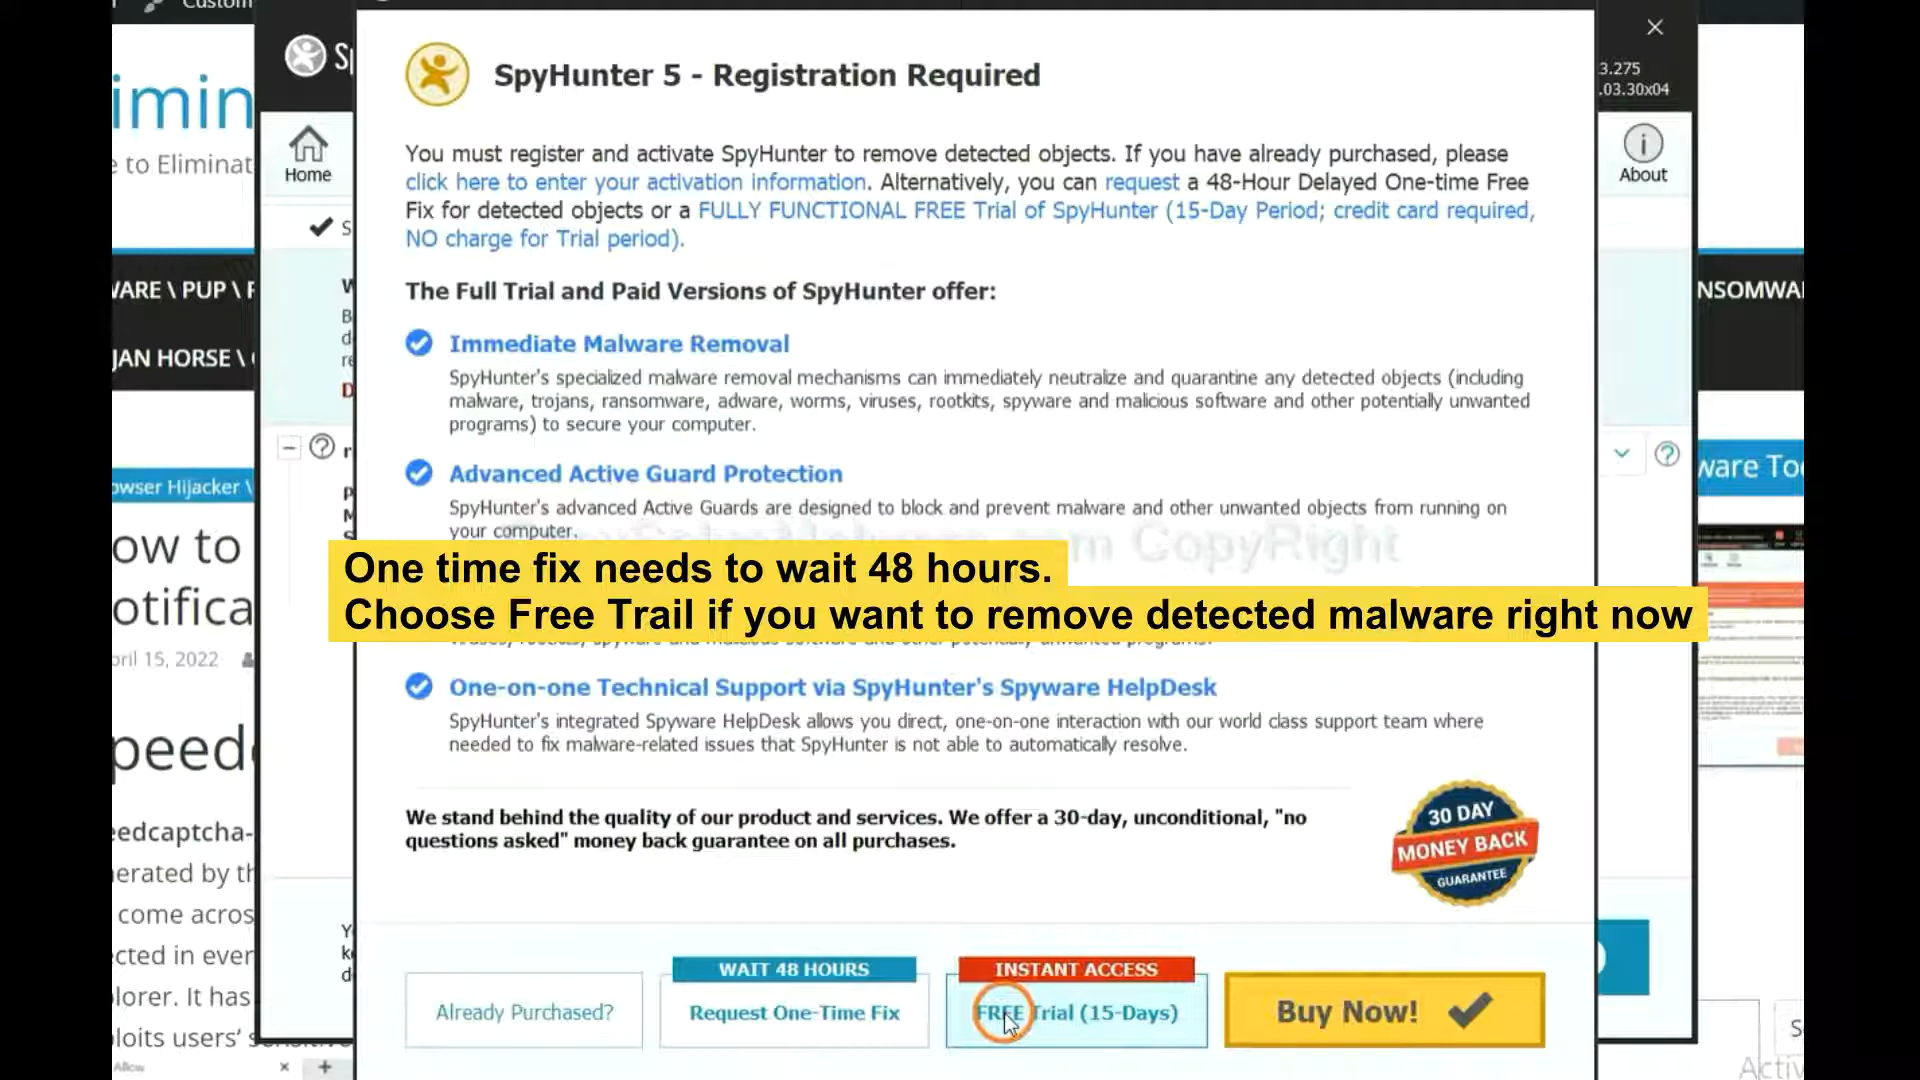 Custom
SpyHunter 5 - Registration Required
Sp
3.275
.03.30x04
imin
e to Eliminat
Home
About
You must register and activate SpyHunter to remove detected objects. If you have already purchased, please
click here to enter your activation information. Alternatively, you can request a 48-Hour Delayed One-time Free
Fix for detected objects or a FULLY FUNCTIONAL FREE Trial of SpyHunter (15-Day Period; credit card required,
NO charge for Trial period).
WARE \ PUP \ R
NSOMWAR
JAN HORSE \
The Full Trial and Paid Versions of SpyHunter offer:
Immediate Malware Removal
SpyHunter's specialized malware removal mechanisms can immediately neutralize and quarantine any detected objects (including
malware, trojans, ransomware, adware, worms, viruses, rootkits, spyware and malicious software and other potentially unwanted
programs) to secure your computer.
Advanced Active Guard Protection
SpyHunter's advanced Active Guards are designed to block and prevent malware and other unwanted objects from running on
your computer.
owser Hijacker \
ware Too
m CopyRight
One time fix needs to wait 48 hours.
Choose Free Trail if you want to remove detected malware right now
ow to
otifica
pril 15, 2022
One-on-one Technical Support via SpyHunter's Spyware HelpDesk
SpyHunter's integrated Spyware HelpDesk allows you direct, one-on-one interaction with our world class support team where
needed to fix malware-related issues that SpyHunter is not able to automatically resolve.
peed
We stand behind the quality of our product and services. We offer a 30-day, unconditional, "no
questions asked" money back guarantee on all purchases.
30 DAY
MONEY BACK
GUARANTEE
eedcaptcha-
nerated by th
come across
cted in ever
plorer. It has
ploits users' sensitive
WAIT 48 HOURS
INSTANT ACCESS
Already Purchased?
Request One-Time Fix
FREE Trial (15-Days)
Buy Now!
Allow
Activ